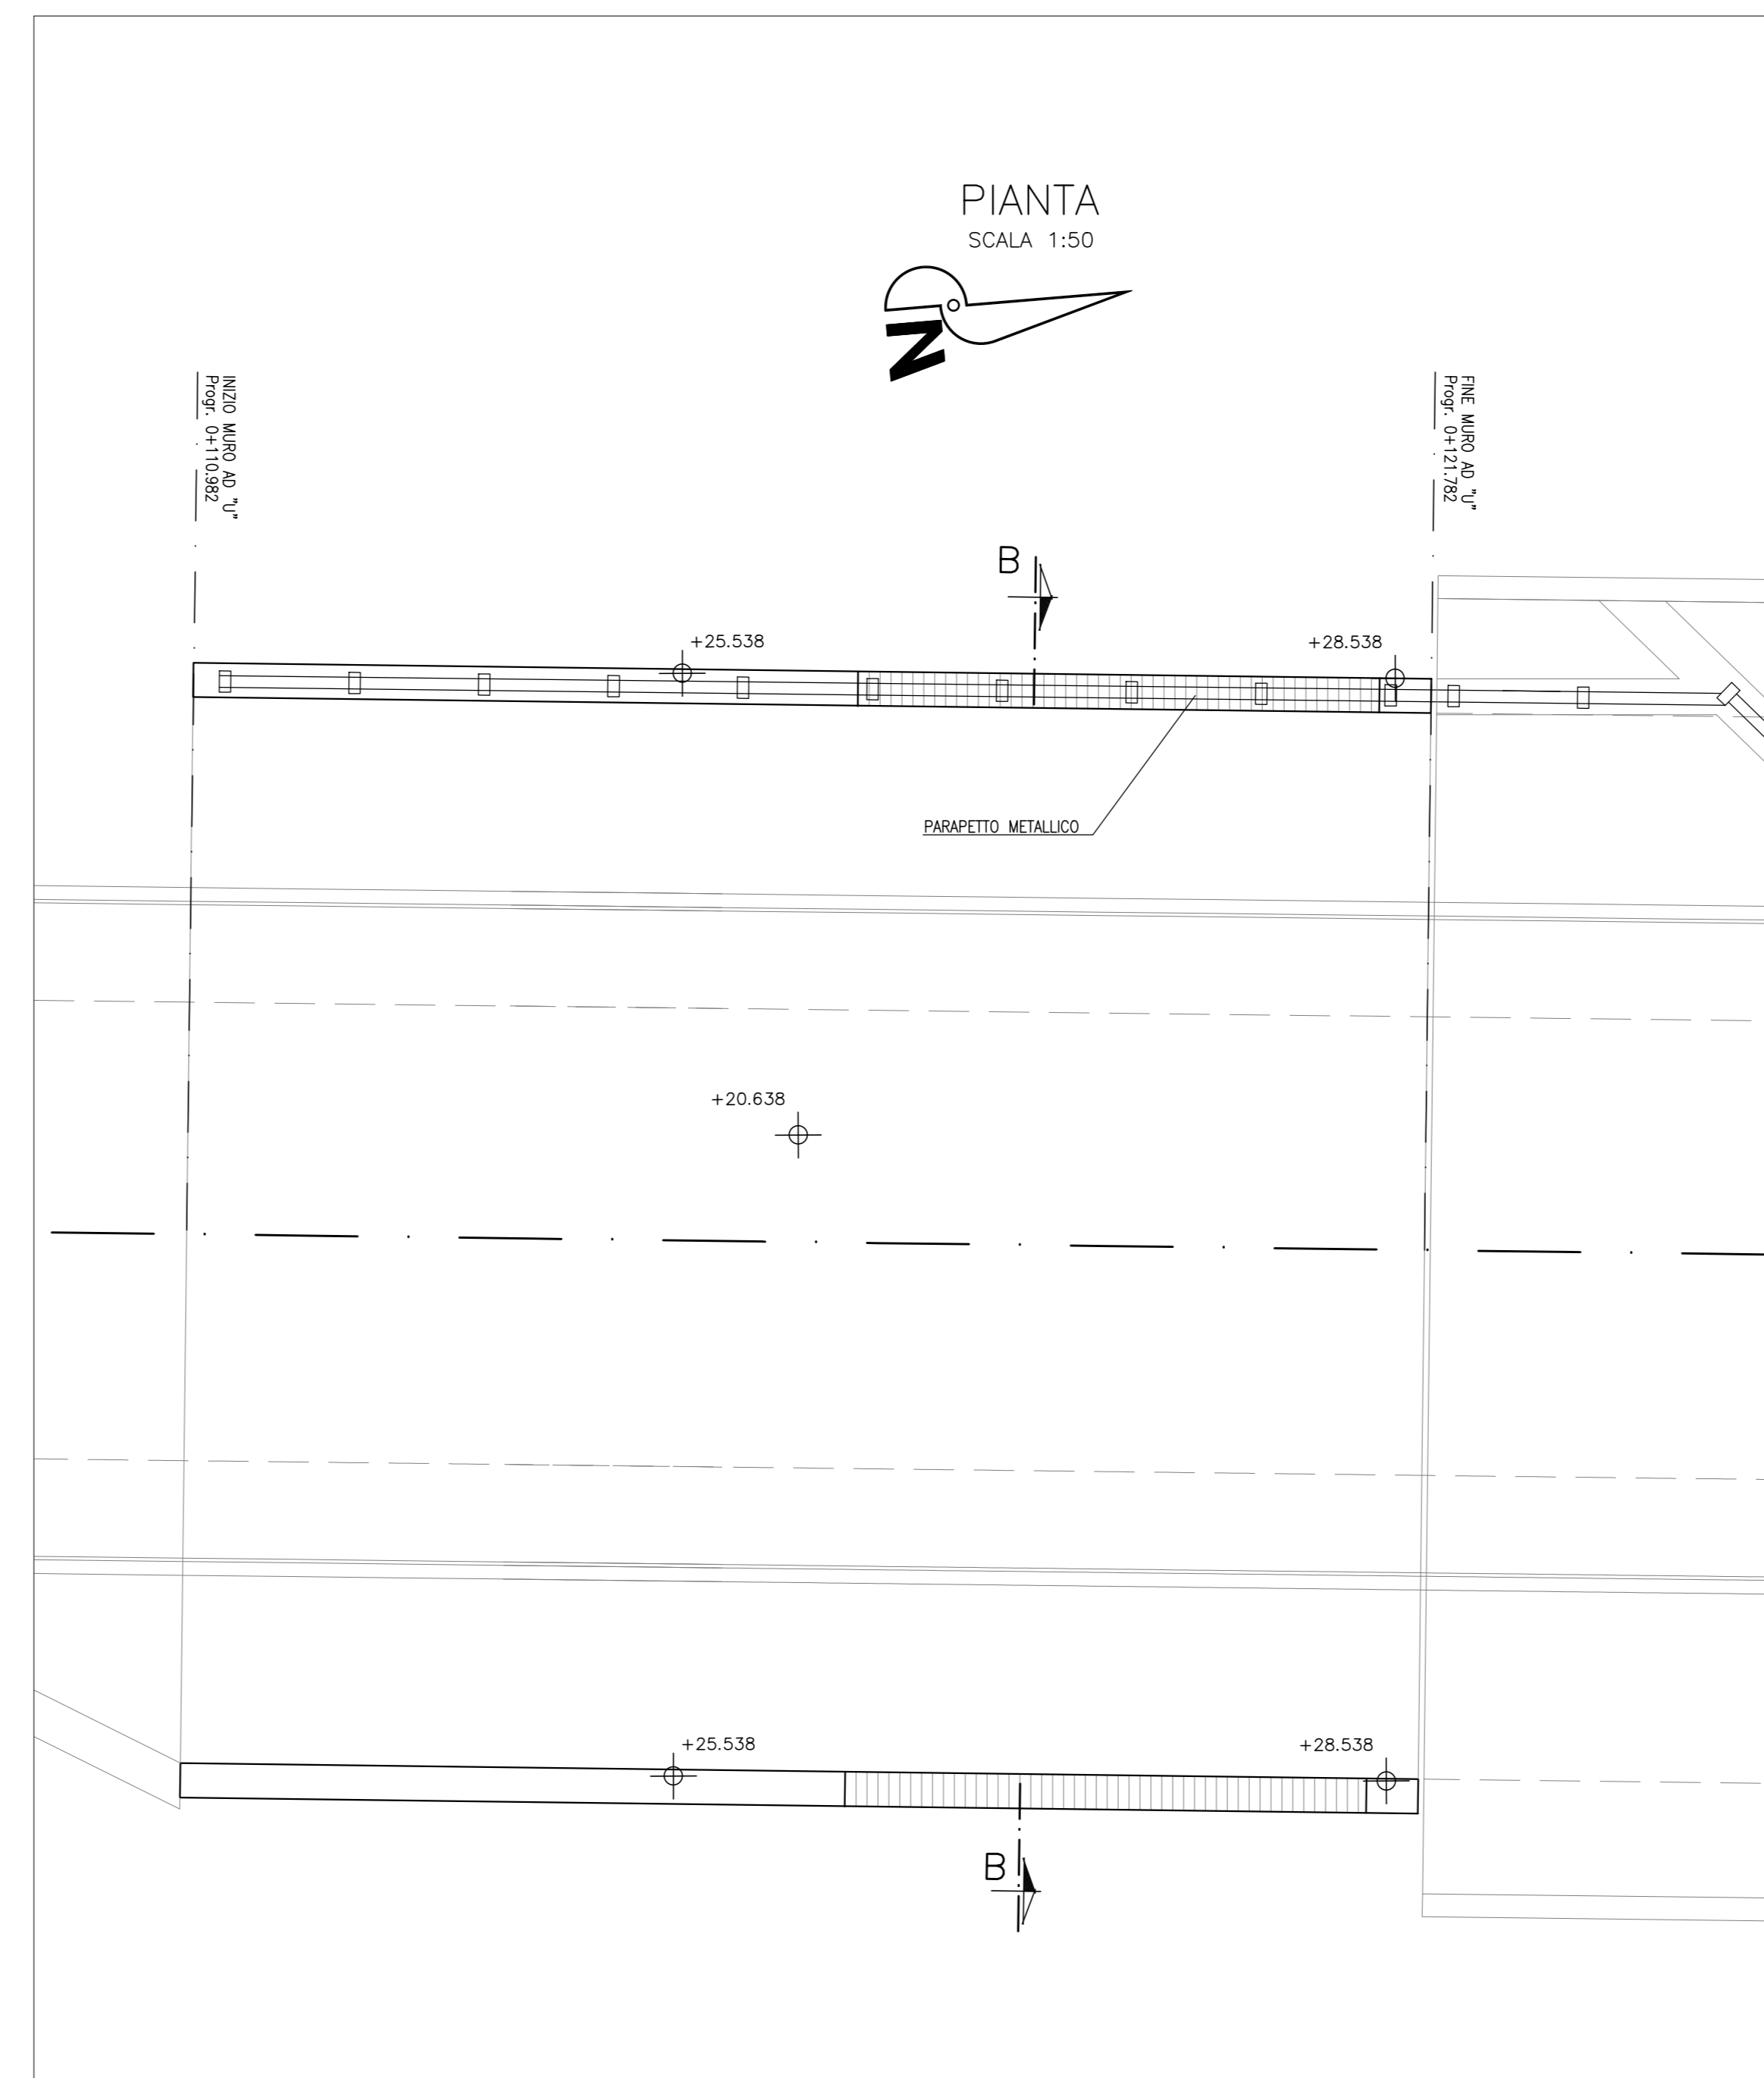 PIANTA
SCALA 1:50
N
INIZIO MURO AD "U"
Progr. 0+110.982
FINE MURO AD "U"
Progr. 0+121.782
B
+25.538
+28.538
PARAPETTO METALLICO
+20.638
+25.538
+28.538
B